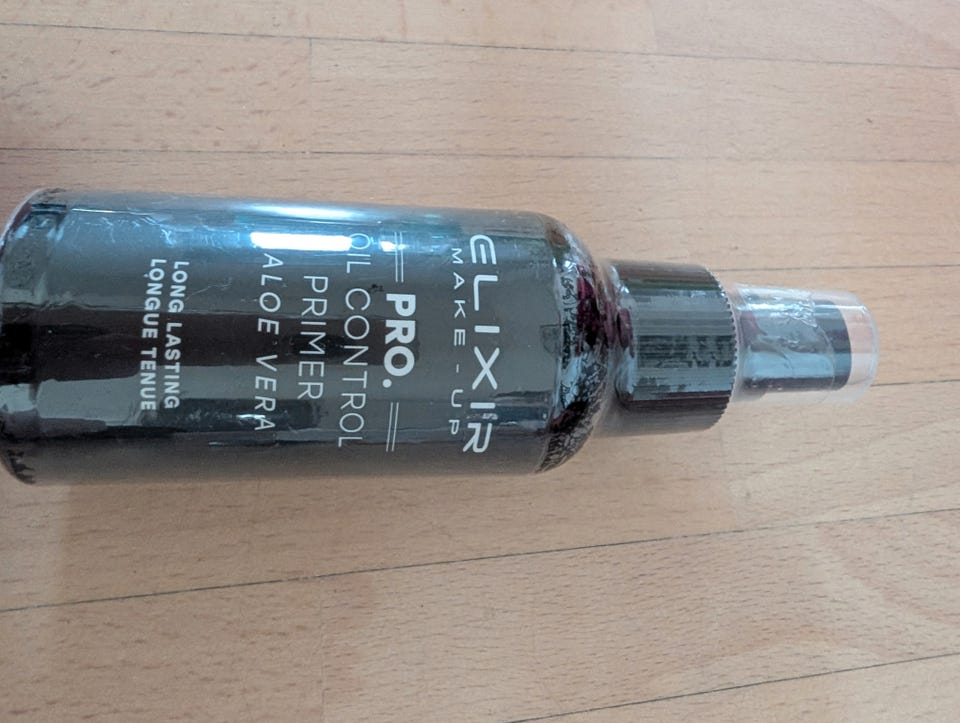 ELIXIR
MAKE-UP
PRO.
OIL CONTROL
PRIMER
ALOE VERA
LONG LASTING
LONGUE TENUE